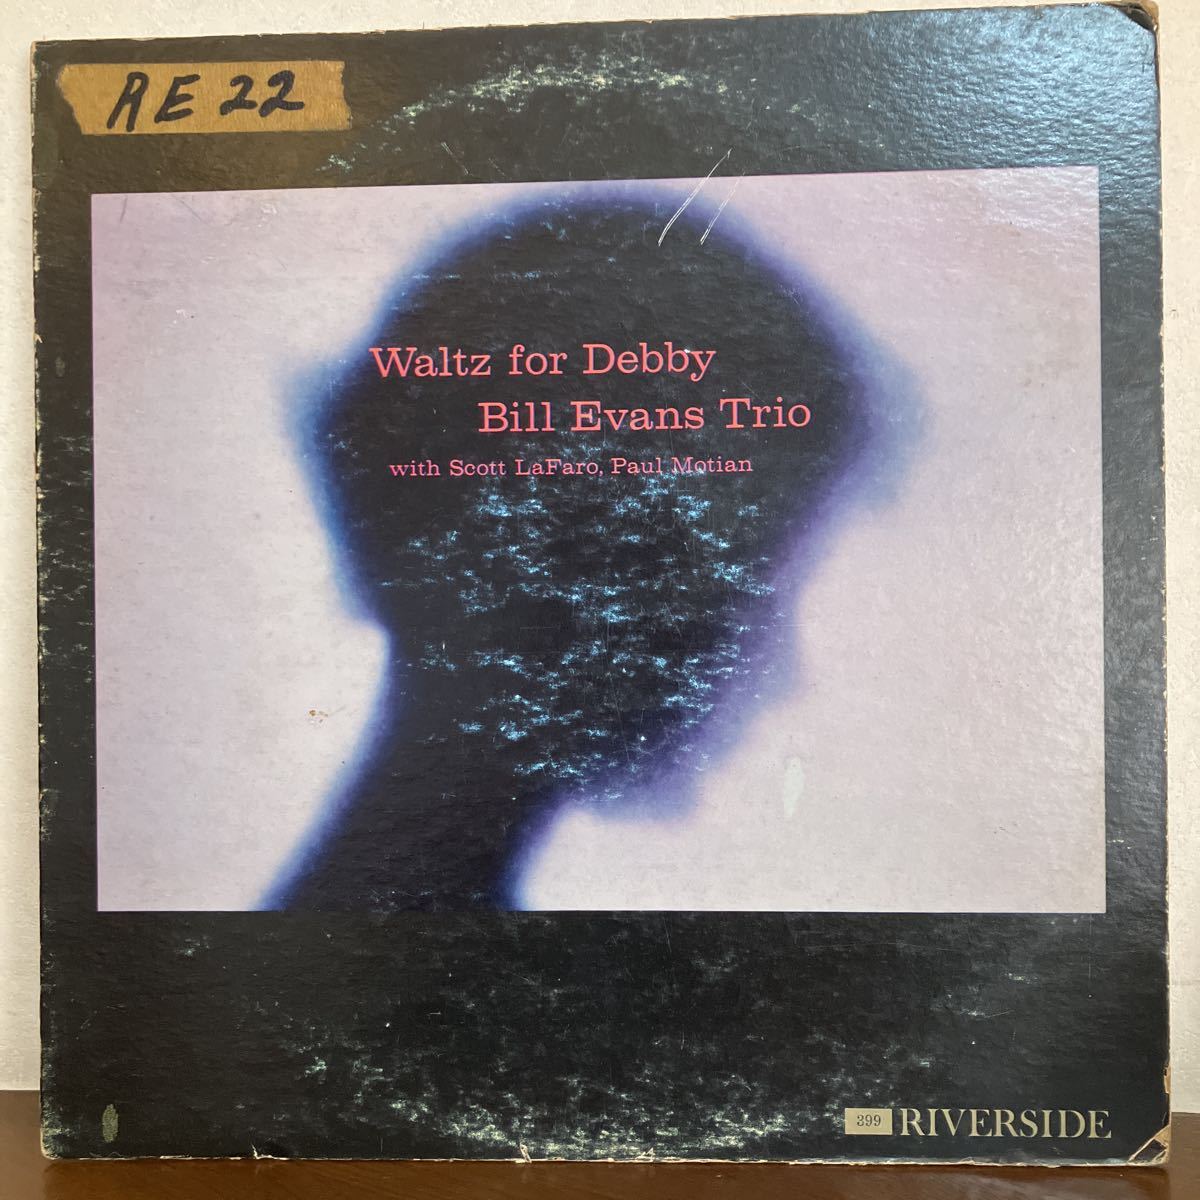 AE 22
Waltz for Debby
Bill Evans Trio
with Scott LaFaro, Paul Motian
399 RIVERSIDE